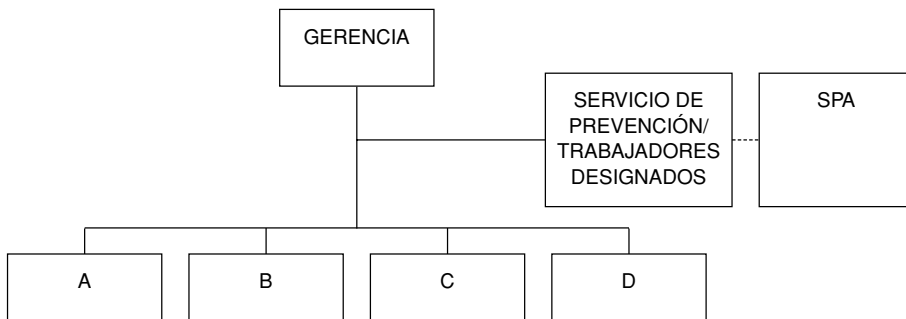 GERENCIA
SERVICIO DE
PREVENCIÓN/
TRABAJADORES
DESIGNADOS
SPA
A
B
C
D